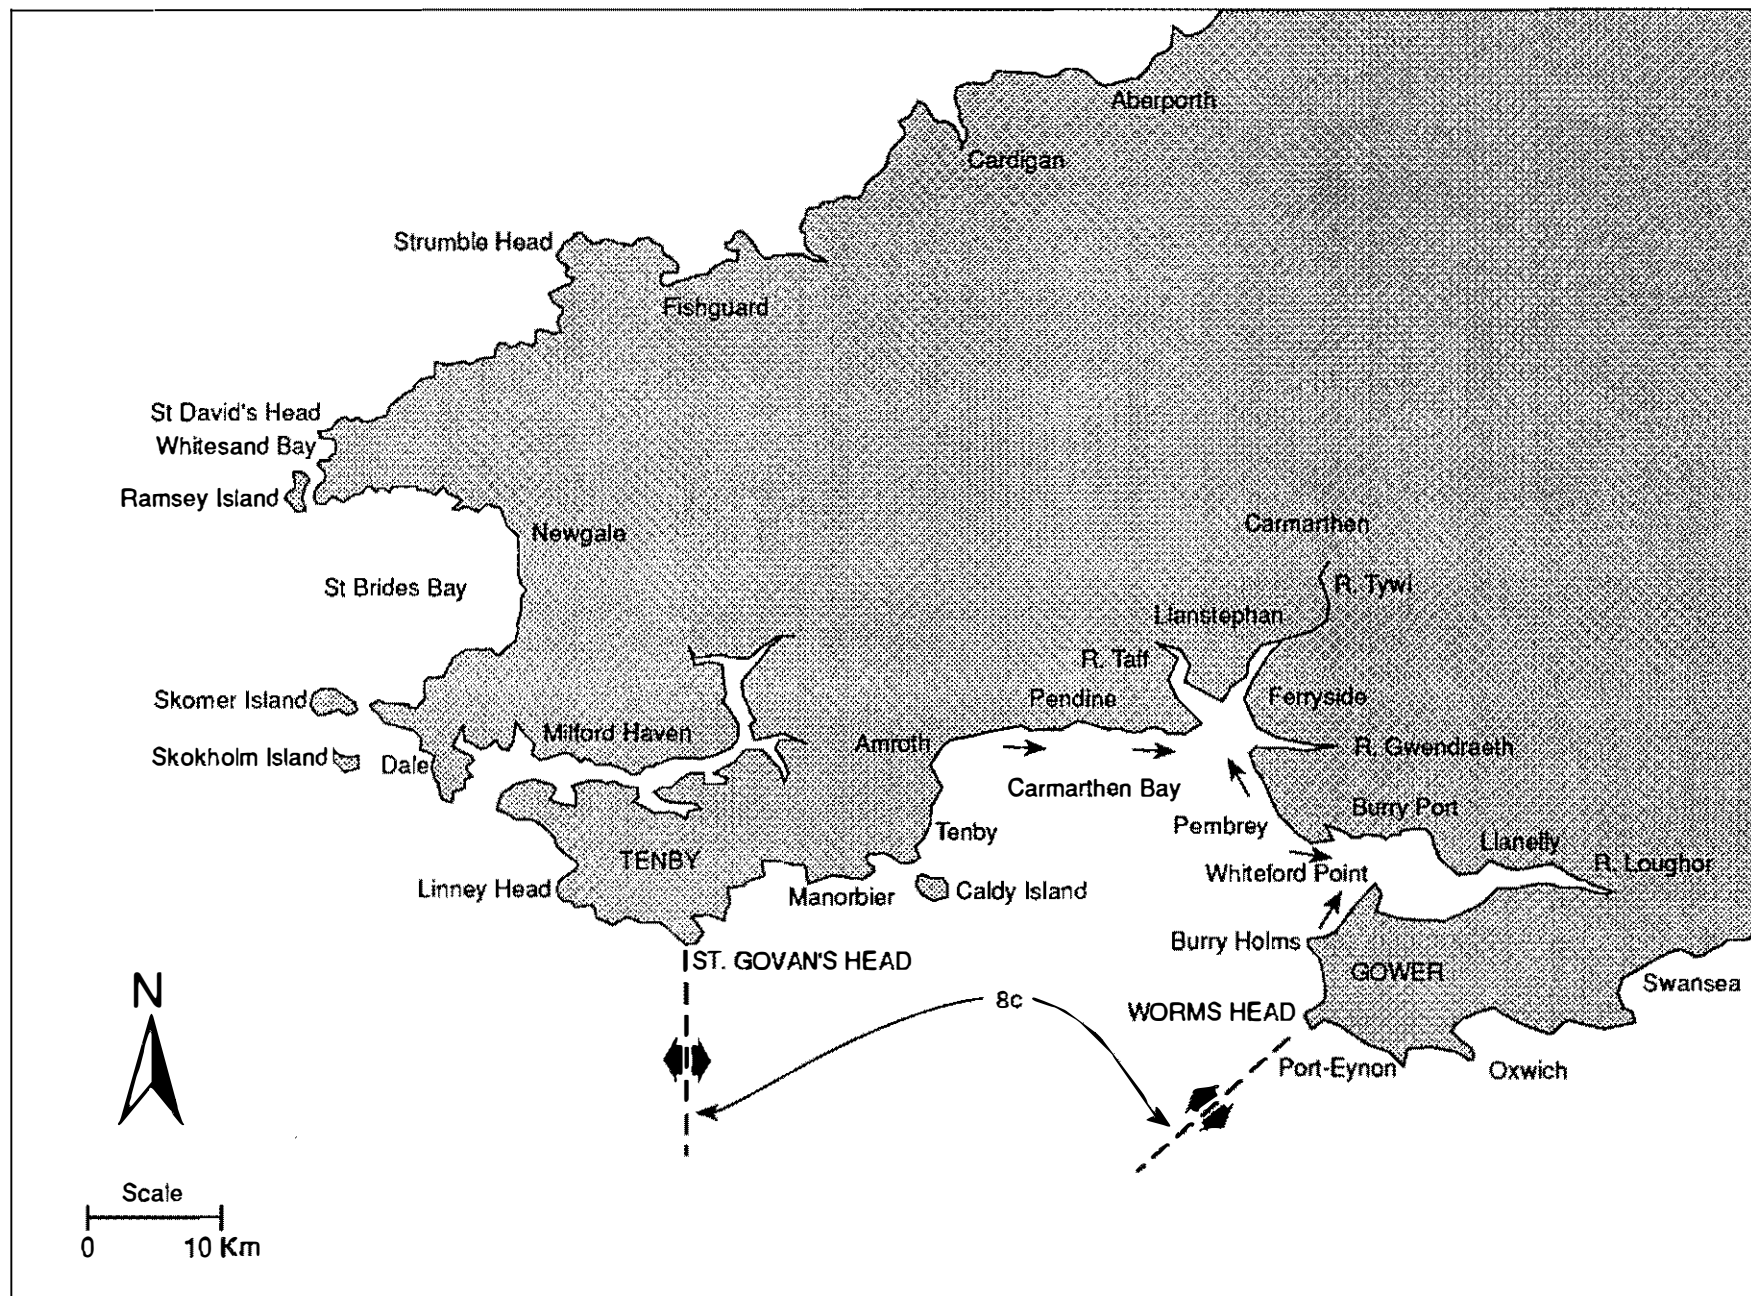 Aberporth
Cardigan
Strumble Head
Fishguard
St David's Head
Whitesand Bay
Ramsey Island
Newgale
Carmarthen
St Brides Bay
R. Tywi
Llanstephan
R. Taff
Pendine
Ferryside
Skomer Island
Milford Haven
Amroth
R. Gwendraeth
Skokholm Island
Dale
Carmarthen Bay
Burry Port
Pembrey
Tenby
Llanelly
TENBY
R. Loughor
Whiteford Point
Linney Head
Manorbier
Caldy Island
Burry Holms
ST. GOVAN'S HEAD
GOWER
Swansea
N
8c
WORMS HEAD
Port-Eynon
Oxwich
Scale
0 10 Km